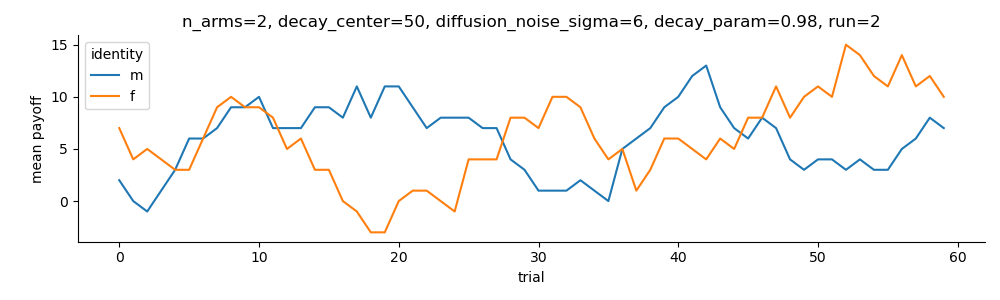 n_arms=2, decay_center=50, diffusion_noise_sigma=6, decay_param=0.98, run=2
identity
m
f
mean payoff
15
10
5
0
0 10 20 30 40 50 60
trial